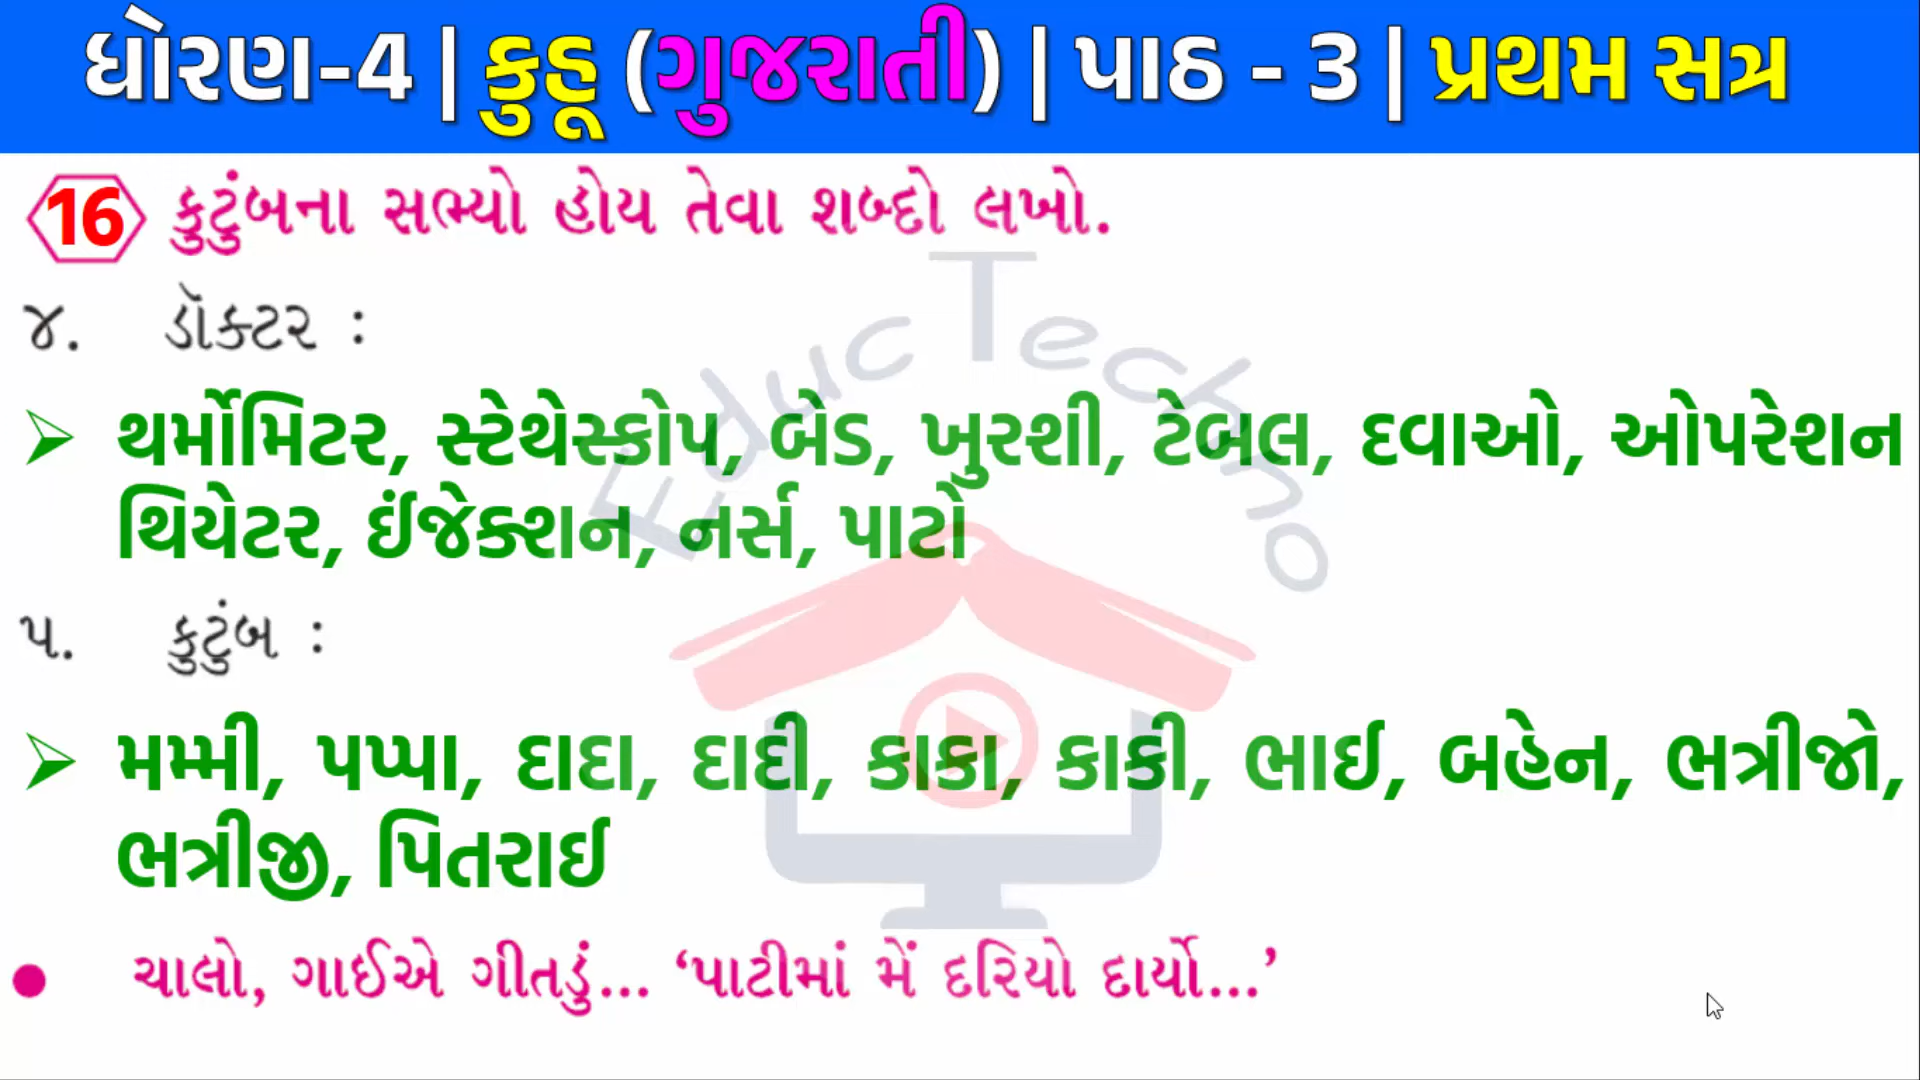 ધોરણ-4 | કુહૂ (ગુજરાતી) | પાઠ - 3 | પ્રથમ સત્ર
16 કુટુંબના સભ્યો હોય તેવા શબ્દો લખો.
૪. ડૉક્ટર :
➢ થર્મોમિટર, સ્ટેથેસ્કોપ, બેડ, ખુરશી, ટેબલ, દવાઓ, ઓપરેશન
થિયેટર, ઈંજેક્શન, નર્સ, પાટો
૫. કુટુંબ :
➢ મમ્મી, પપ્પા, દાદા, દાદી, કાકા, કાકી, ભાઈ, બહેન, ભત્રીજો,
ભત્રીજી, પિતરાઈ
● ચાલો, ગાઈએ ગીતડું... ‘પાટીમાં મેં દરિયો દાર્યો...’
EducTechno